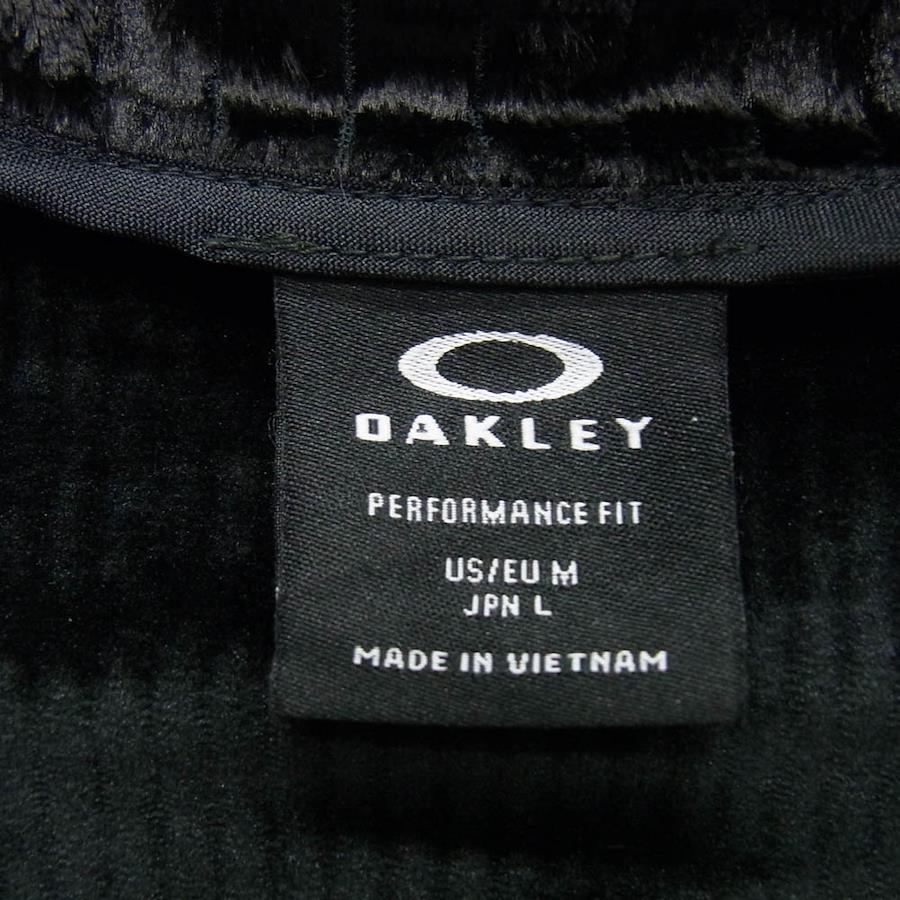 OAKLEY
PERFORMANCE FIT
US/EU M
JPN L
MADE IN VIETNAM